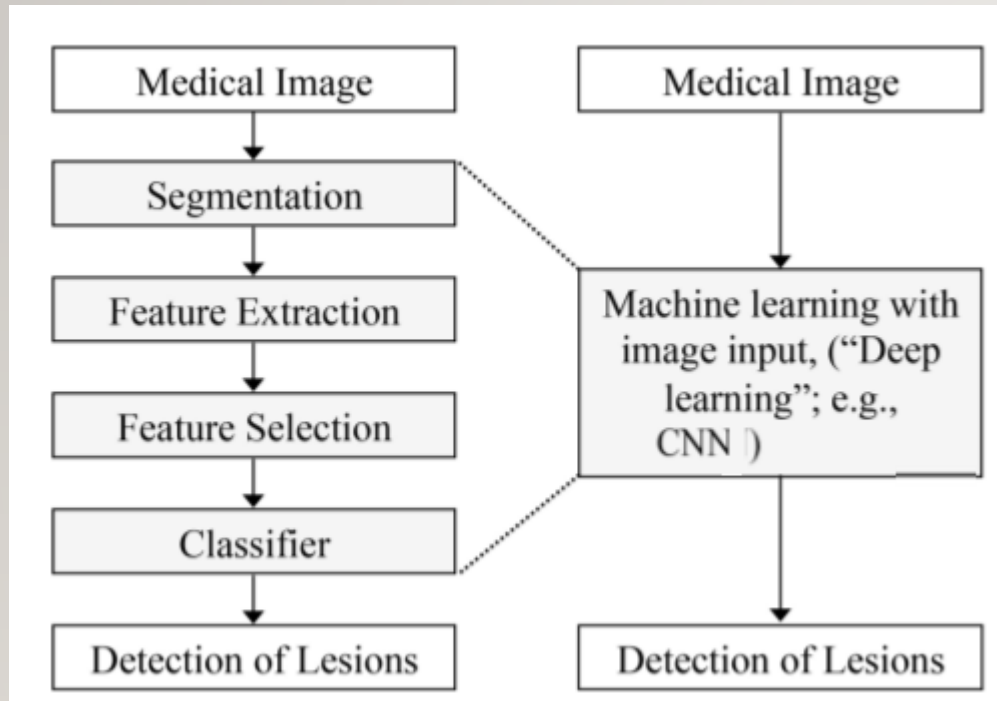 Medical Image
Segmentation
Feature Extraction
Feature Selection
Classifier
Detection of Lesions
Medical Image
Machine learning with
image input, (“Deep
learning”; e.g.,
CNN )
Detection of Lesions